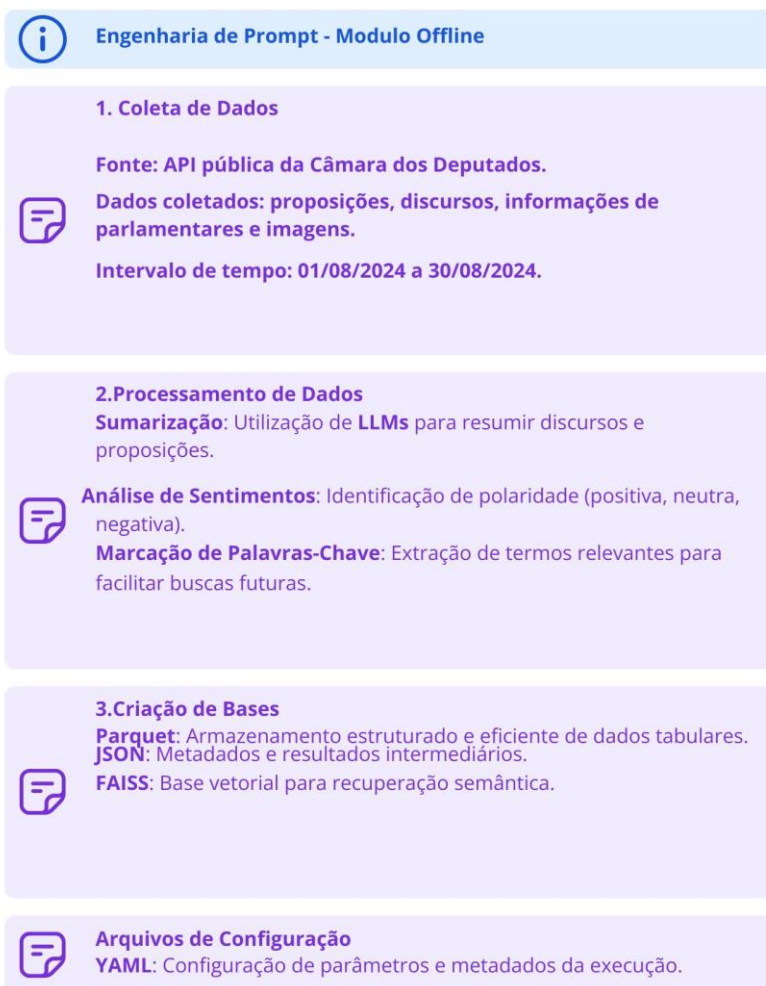 Engenharia de Prompt - Modulo Offline
1. Coleta de Dados
Fonte: API pública da Câmara dos Deputados.
Dados coletados: proposições, discursos, informações de
parlamentares e imagens.
Intervalo de tempo: 01/08/2024 a 30/08/2024.
2.Processamento de Dados
Sumarização: Utilização de LLMs para resumir discursos e
proposições.
Análise de Sentimentos: Identificação de polaridade (positiva, neutra,
negativa).
Marcação de Palavras-Chave: Extração de termos relevantes para
facilitar buscas futuras.
3.Criação de Bases
Parquet: Armazenamento estruturado e eficiente de dados tabulares.
JSON: Metadados e resultados intermediários.
FAISS: Base vetorial para recuperação semântica.
Arquivos de Configuração
YAML: Configuração de parâmetros e metadados da execução.